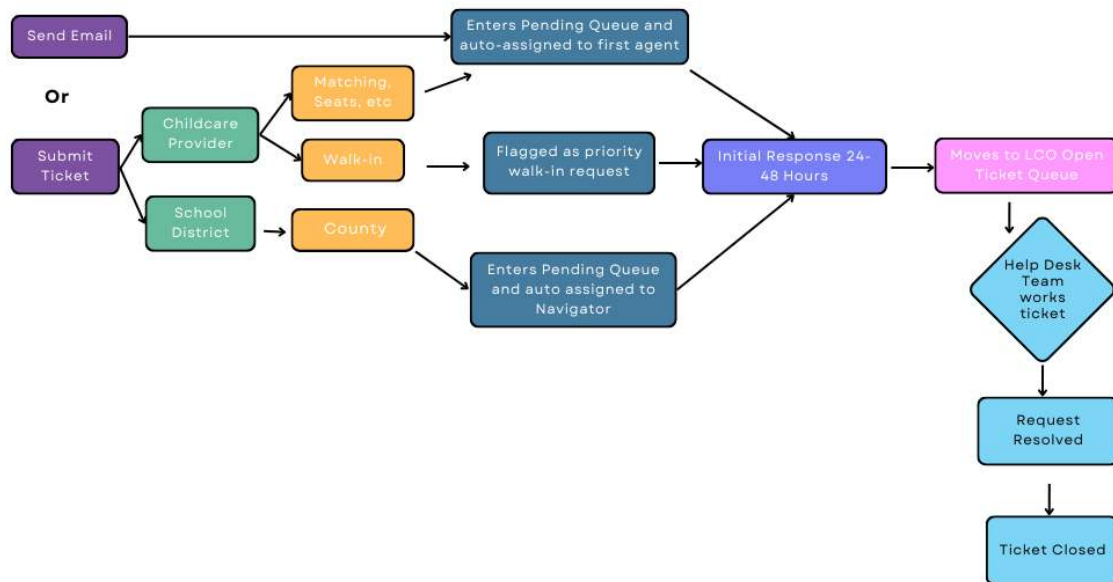 Send Email
Enters Pending Queue and
auto-assigned to first agent
Or
Matching,
Seats, etc
Childcare
Provider
Submit
Ticket
Walk-in
Flagged as priority
walk-in request
Initial Response 24-
48 Hours
Moves to LCO Open
Ticket Queue
School
District
County
Enters Pending Queue
and auto assigned to
Navigator
Help Desk
Team
works
ticket
Request
Resolved
Ticket Closed